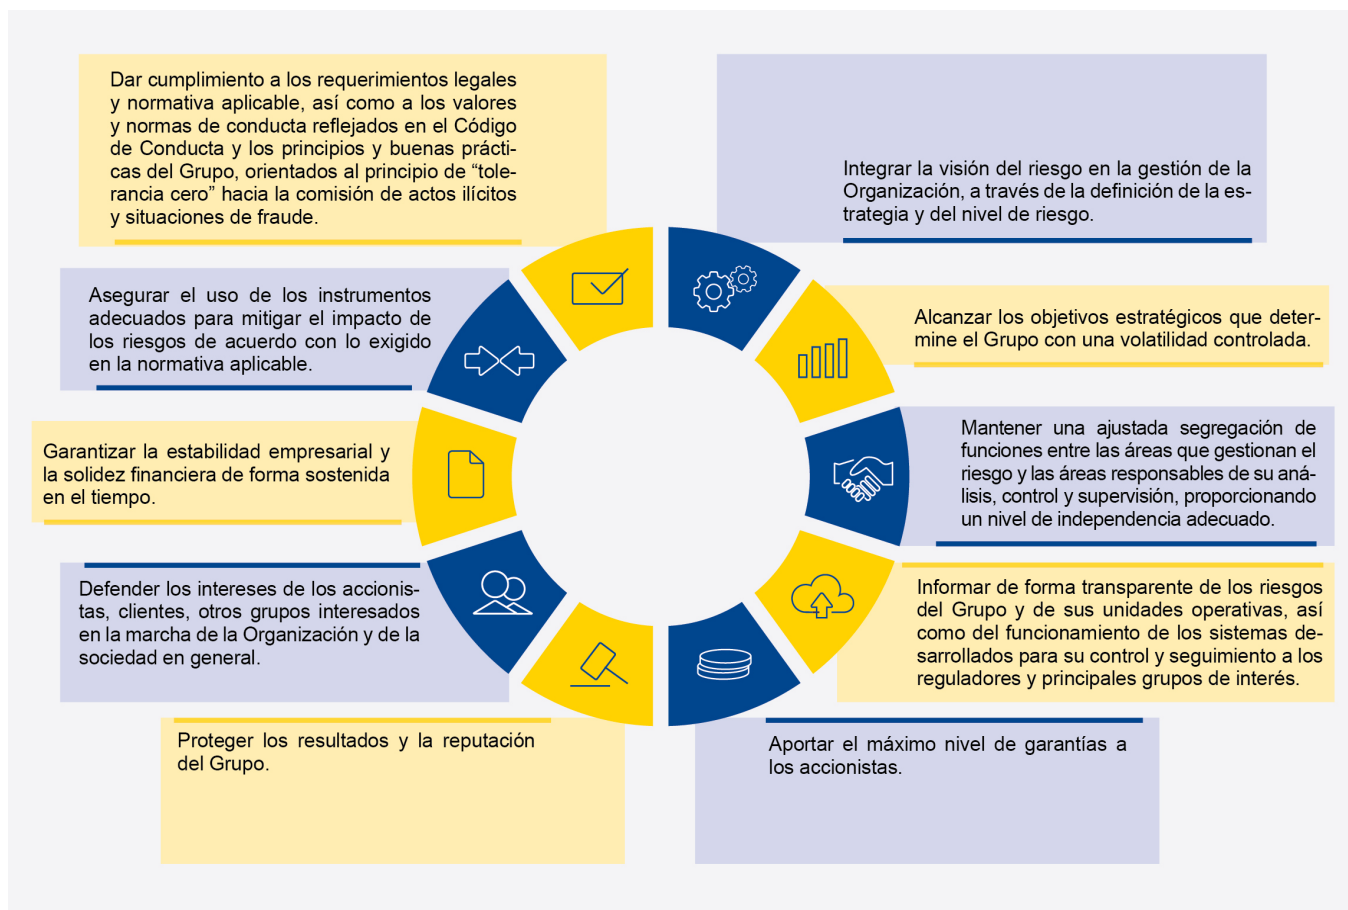 Dar cumplimiento a los requerimientos legales
y normativa aplicable, así como a los valores
y normas de conducta reflejados en el Código
de Conducta y los principios y buenas prácti-
cas del Grupo, orientados al principio de “tole-
rancia cero” hacia la comisión de actos ilícitos
y situaciones de fraude.
Integrar la visión del riesgo en la gestión de la
Organización, a través de la definición de la es-
trategia y del nivel de riesgo.
Asegurar el uso de los instrumentos
adecuados para mitigar el impacto de
los riesgos de acuerdo con lo exigido
en la normativa aplicable.
Alcanzar los objetivos estratégicos que deter-
mine el Grupo con una volatilidad controlada.
Garantizar la estabilidad empresarial y
la solidez financiera de forma sostenida
en el tiempo.
Mantener una ajustada segregación de
funciones entre las áreas que gestionan el
riesgo y las áreas responsables de su aná-
lisis, control y supervisión, proporcionando
un nivel de independencia adecuado.
Defender los intereses de los accionis-
tas, clientes, otros grupos interesados
en la marcha de la Organización y de la
sociedad en general.
Informar de forma transparente de los riesgos
del Grupo y de sus unidades operativas, así
como del funcionamiento de los sistemas de-
sarrollados para su control y seguimiento a los
reguladores y principales grupos de interés.
Proteger los resultados y la reputación
del Grupo.
Aportar el máximo nivel de garantías a
los accionistas.